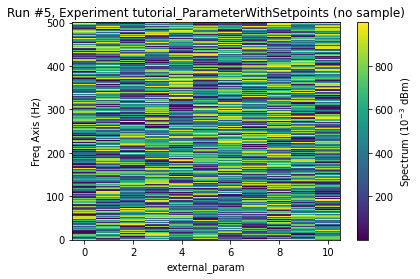 Run #5, Experiment tutorial_ParameterWithSetpoints (no sample)
500
400
300
200
100
0
Freq Axis (Hz)
0 2 4 6 8 10
external_param
800
600
400
200
Spectrum (10⁻³ dBm)